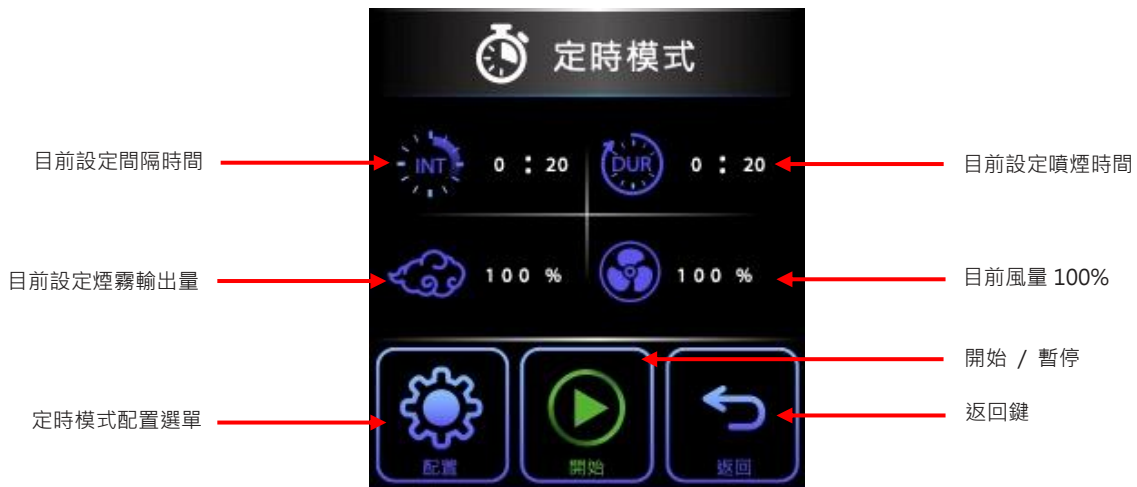 定時模式
目前設定間隔時間
INT
0 : 20
DUR
0 : 20
目前設定噴煙時間
目前設定煙霧輸出量
100 %
100 %
目前風量 100%
開始 / 暫停
定時模式配置選單
配置
開始
返回
返回鍵